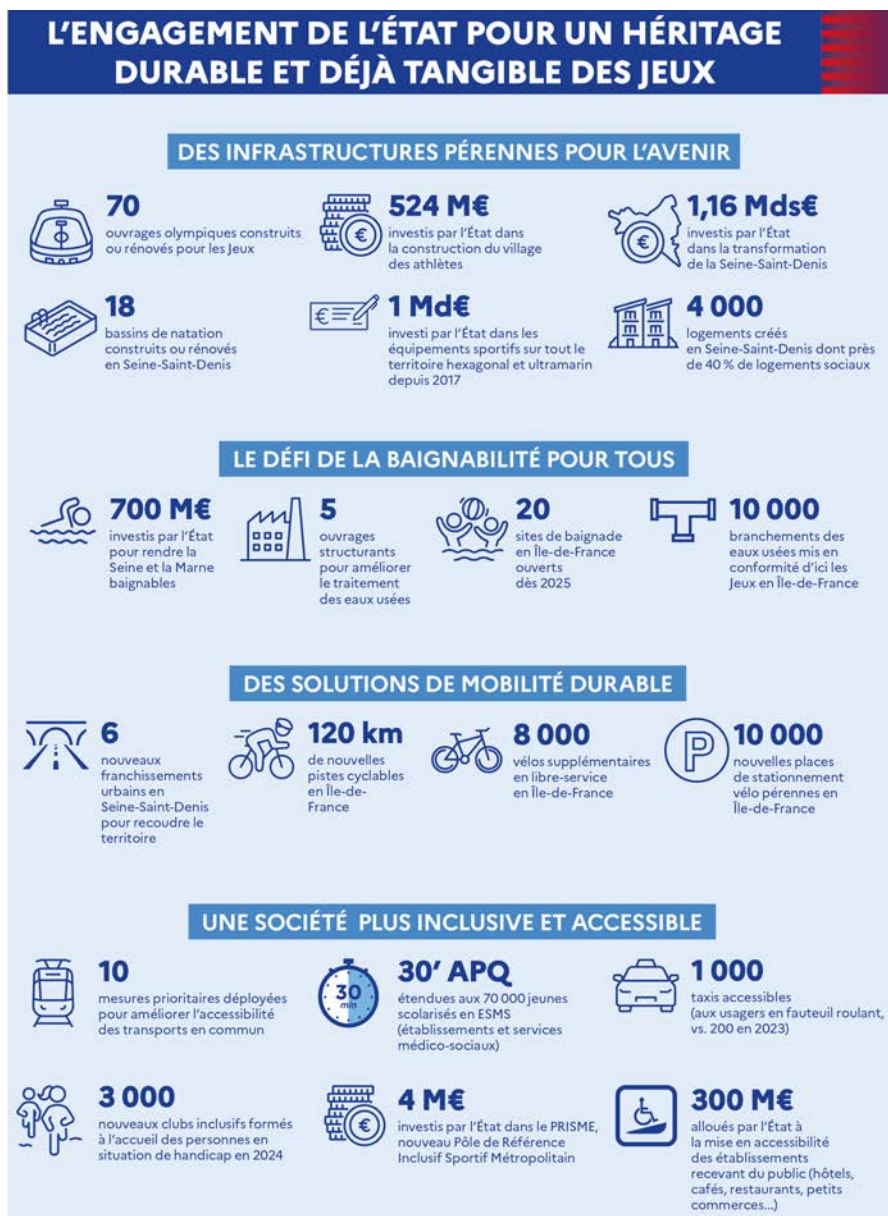 L'ENGAGEMENT DE L'ÉTAT POUR UN HÉRITAGE
DURABLE ET DÉJÀ TANGIBLE DES JEUX
DES INFRASTRUCTURES PÉRENNES POUR L'AVENIR
70
ouvrages olympiques construits
ou rénovés pour les Jeux
€
524 M€
investis par l'État dans
la construction du village
des athlètes
€
1,16 Mds€
investis par l'État
dans la transformation
de la Seine-Saint-Denis
18
bassins de natation
construits ou rénovés
en Seine-Saint-Denis
€
1 Md€
investi par l'État dans les
équipements sportifs sur tout le
territoire hexagonal et ultramarin
depuis 2017
4 000
logements créés
en Seine-Saint-Denis dont près
de 40 % de logements sociaux
LE DÉFI DE LA BAIGNABILITÉ POUR TOUS
700 M€
investis par l'État
pour rendre la
Seine et la Marne
baignables
5
ouvrages
structurants
pour améliorer
le traitement
des eaux usées
20
sites de baignade
en Île-de-France
ouverts
dès 2025
10 000
branchements des
eaux usées mis en
conformité d'ici les
Jeux en Île-de-France
DES SOLUTIONS DE MOBILITÉ DURABLE
6
nouveaux
franchissements
urbains en
Seine-Saint-Denis
pour recoudre le
territoire
120 km
de nouvelles
pistes cyclables
en Île-de-
France
8 000
vélos supplémentaires
en libre-service
en Île-de-France
P
10 000
nouvelles places
de stationnement
vélo pérennes en
Île-de-France
UNE SOCIÉTÉ PLUS INCLUSIVE ET ACCESSIBLE
10
mesures prioritaires déployées
pour améliorer l'accessibilité
des transports en commun
30
min
30' APQ
étendues aux 70 000 jeunes
scolarisés en ESMS
(établissements et services
médico-sociaux)
1 000
taxis accessibles
(aux usagers en fauteuil roulant,
vs. 200 en 2023)
3 000
nouveaux clubs inclusifs formés
à l'accueil des personnes en
situation de handicap en 2024
€
4 M€
investis par l'État dans le PRISME,
nouveau Pôle de Référence
Inclusif Sportif Métropolitain
300 M€
alloués par l'État à
la mise en accessibilité
des établissements
recevant du public (hôtels,
cafés, restaurants, petits
commerces...)